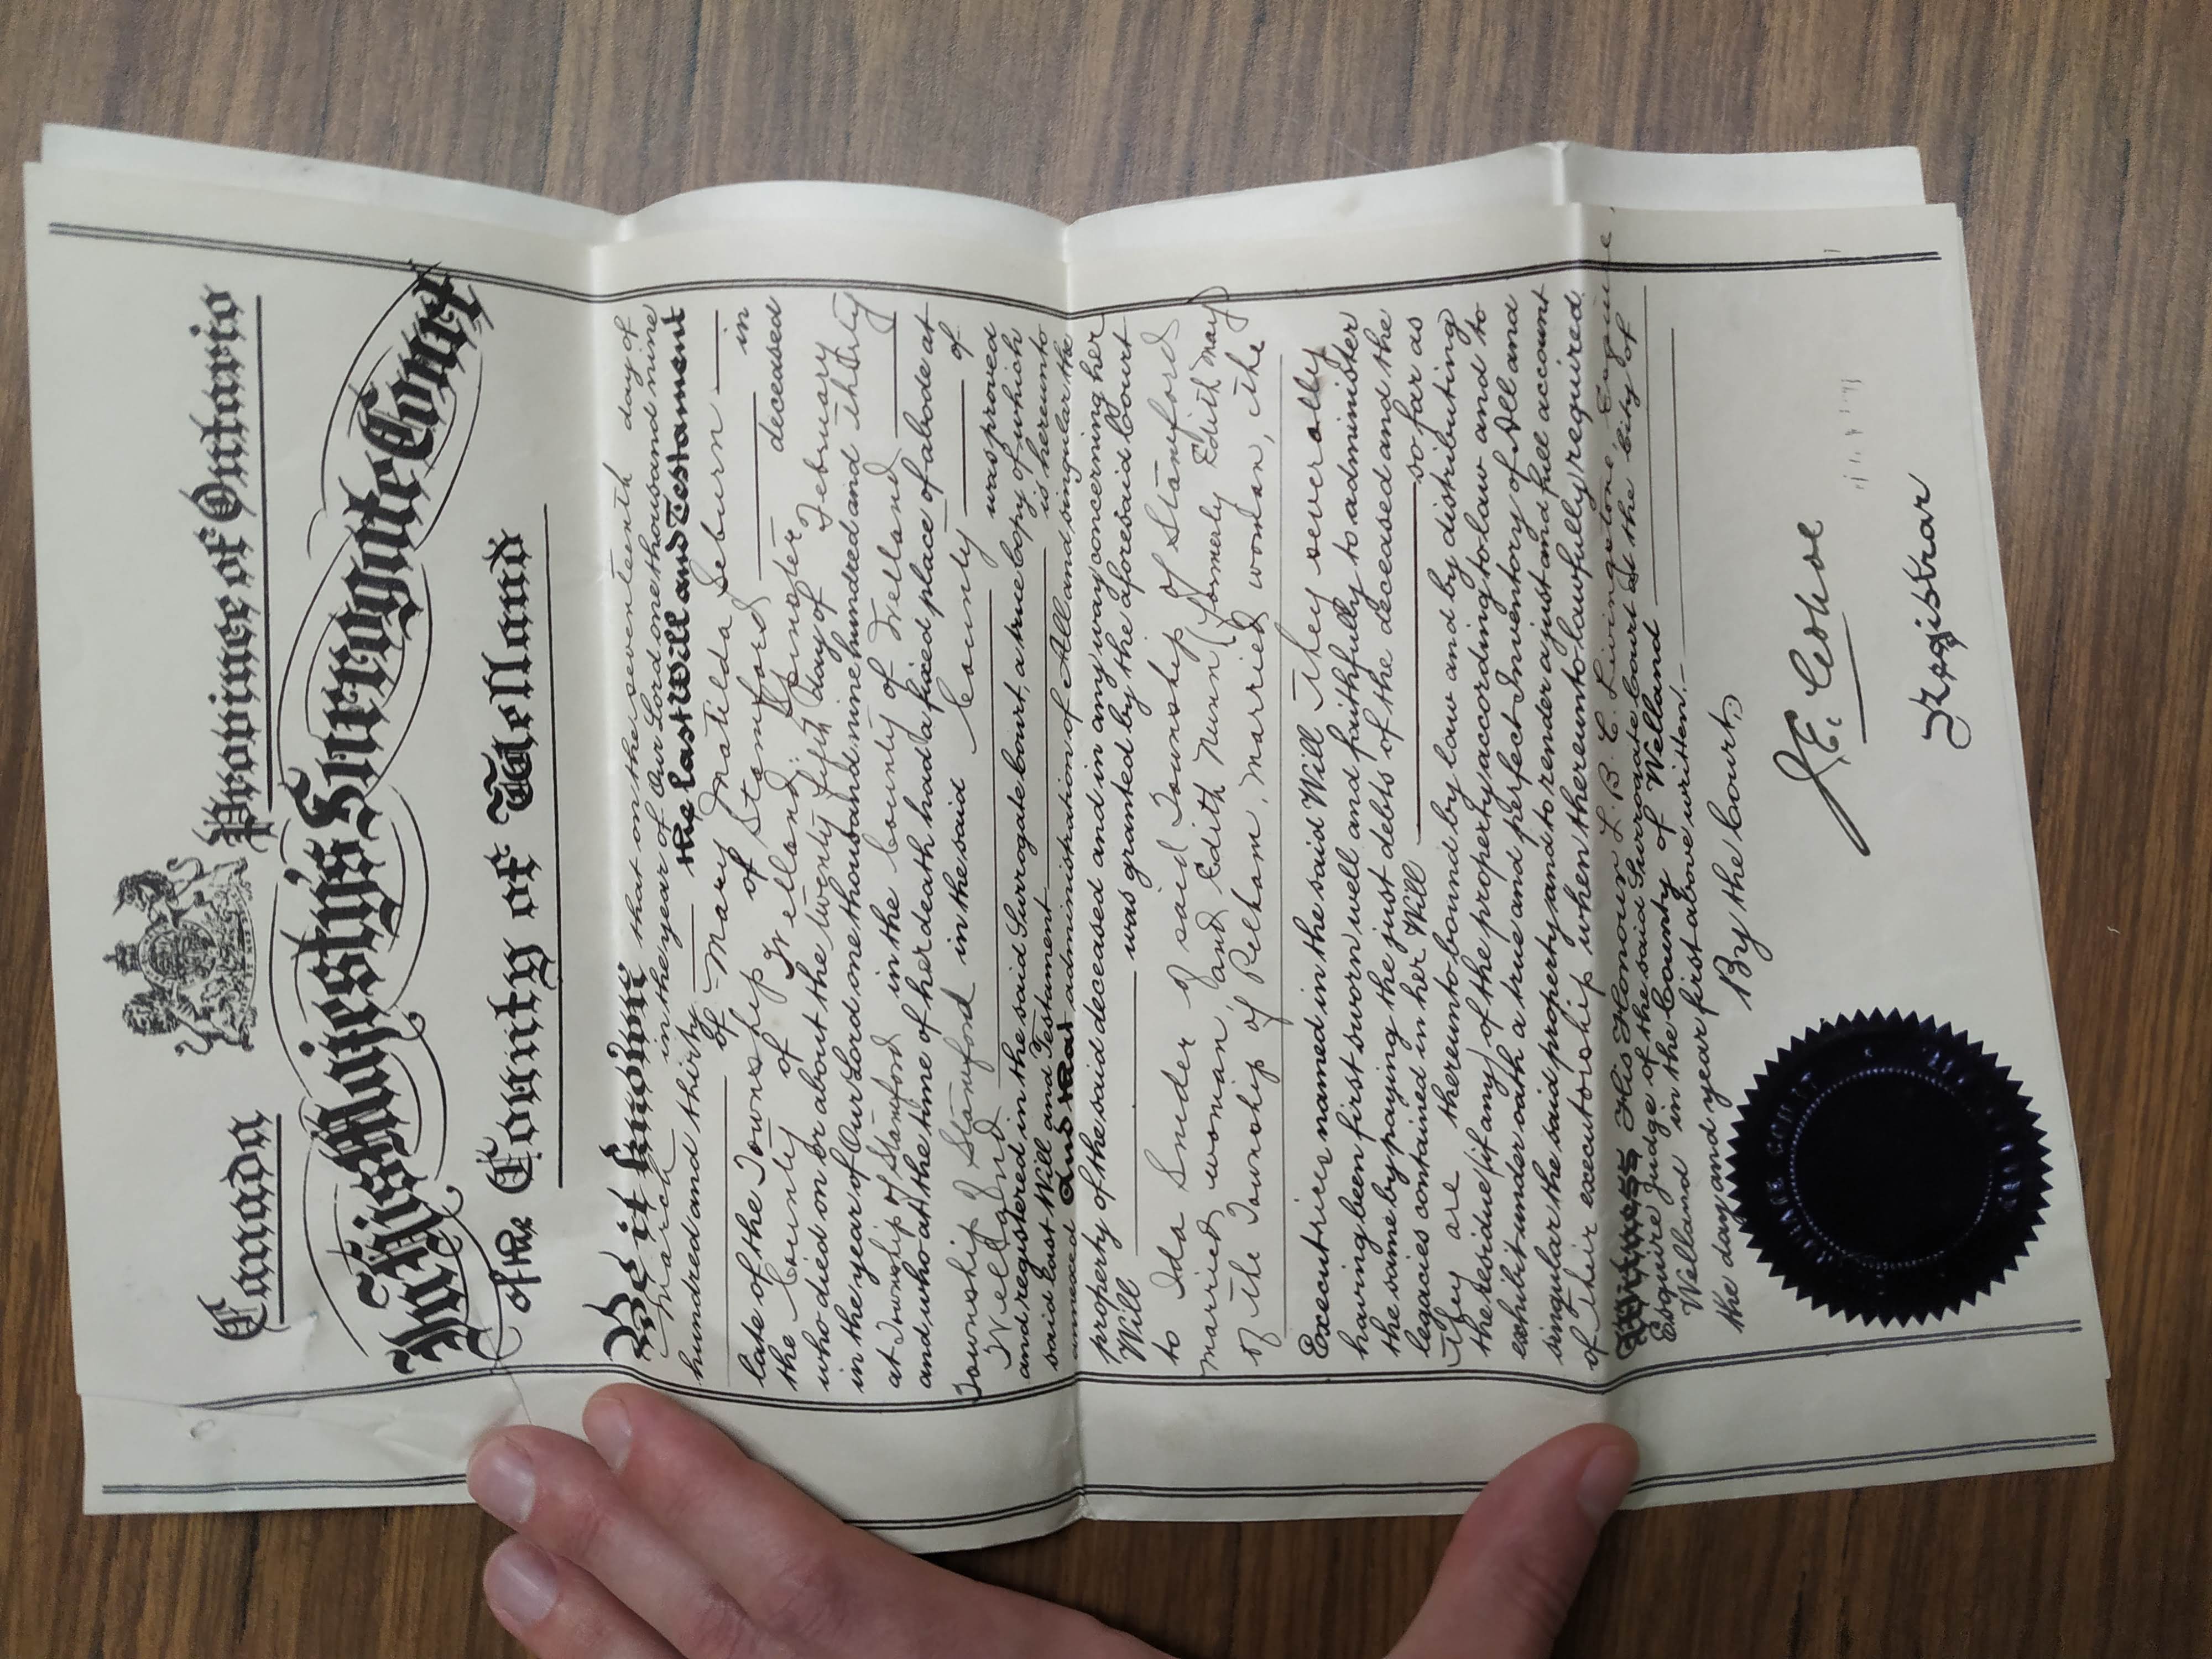 Canada
Province of Ontario
In His Majesty's Surrogate Court
of the County of Welland
Be it known that on the seventeenth day of
March in the year of Our Lord one thousand nine
hundred and thirty the last Will and Testament
of Mary Matilda Seburn
late of the Township of Stamford in
the County of Welland. Spinster deceased
who died on or about the twenty fifth day of February
in the year of Our Lord one thousand nine hundred and thirty
at Township of Stamford in the County of Welland
and who at the time of her death had a fixed place of abode at
Township of Stamford in the said County of
Welland was proved
and registered in the said Surrogate Court, a true Copy of which
said last Will and Testament is hereunto
annexed And that administration of All and singular the
property of the said deceased and in any way concerning her
Will was granted by the aforesaid Court
to Ida Snider of said Township of Stamford
married woman, and Edith Nunn (formerly Edith May)
of the Township of Pelham, married woman, the
Executrices named in the said Will they severally
having been first sworn well and faithfully to administer
the same by paying the just debts of the deceased and the
legacies contained in her Will so far as
they are thereunto bound by law and by distributing
the residue (if any) of the property according to law and to
exhibit under oath a true and perfect Inventory of All and
singular the said property and to render a just and full account
of their executorship when thereunto lawfully required.
Witness His Honour L. B. C. Livingstone, Esquire,
Esquire Judge of the said Surrogate Court at the City of
Welland in the County of Welland
the day and year first above written.
By the Court,
J.E. Cohoe
Registrar